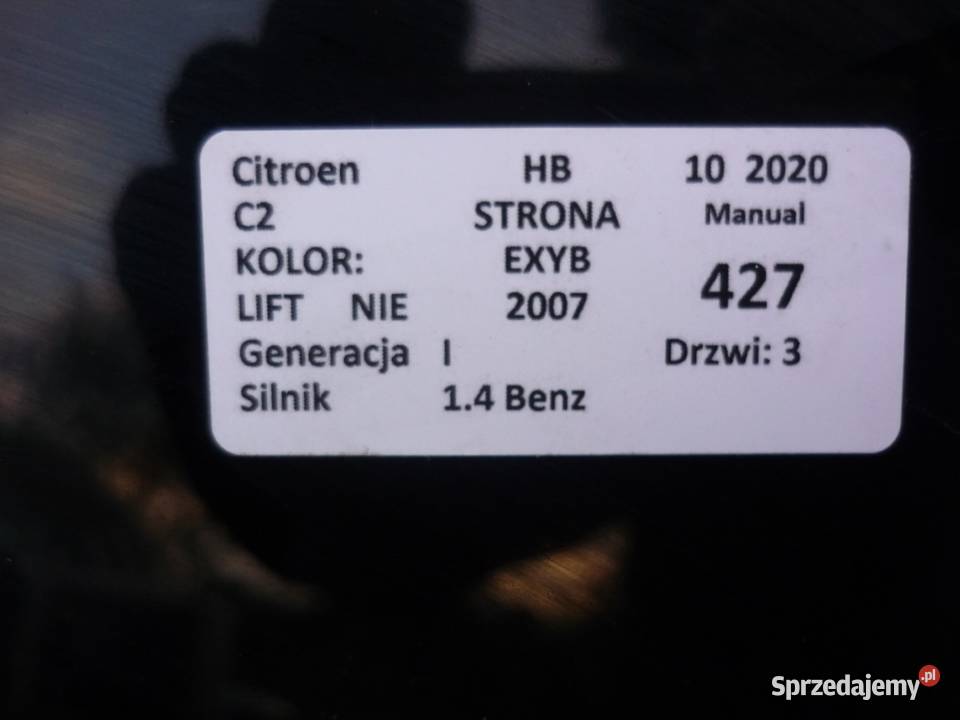 Citroen HB 10 2020
C2 STRONA Manual
KOLOR: EXYB
427
LIFT NIE 2007
Generacja I Drzwi: 3
Silnik 1.4 Benz
Sprzedajemy.pl